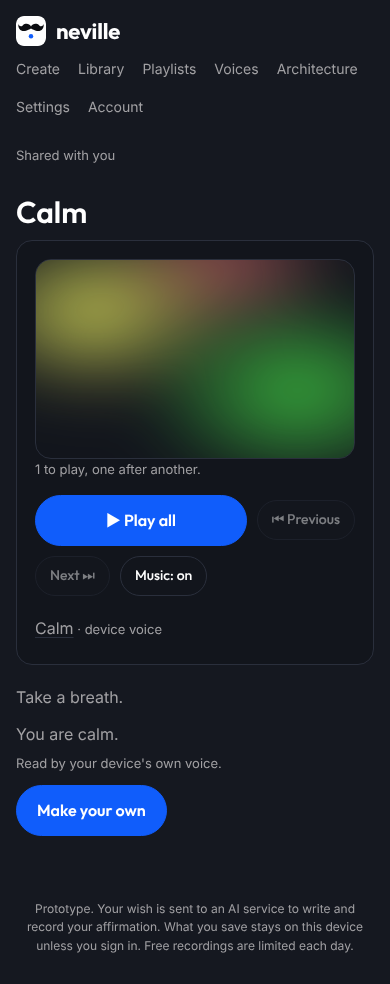 neville
Create Library Playlists Voices Architecture
Settings Account
Shared with you
Calm
1 to play, one after another.
▶ Play all
⏮ Previous
Next ⏭
Music: on
Calm · device voice
Take a breath.
You are calm.
Read by your device's own voice.
Make your own
Prototype. Your wish is sent to an AI service to write and
record your affirmation. What you save stays on this device
unless you sign in. Free recordings are limited each day.